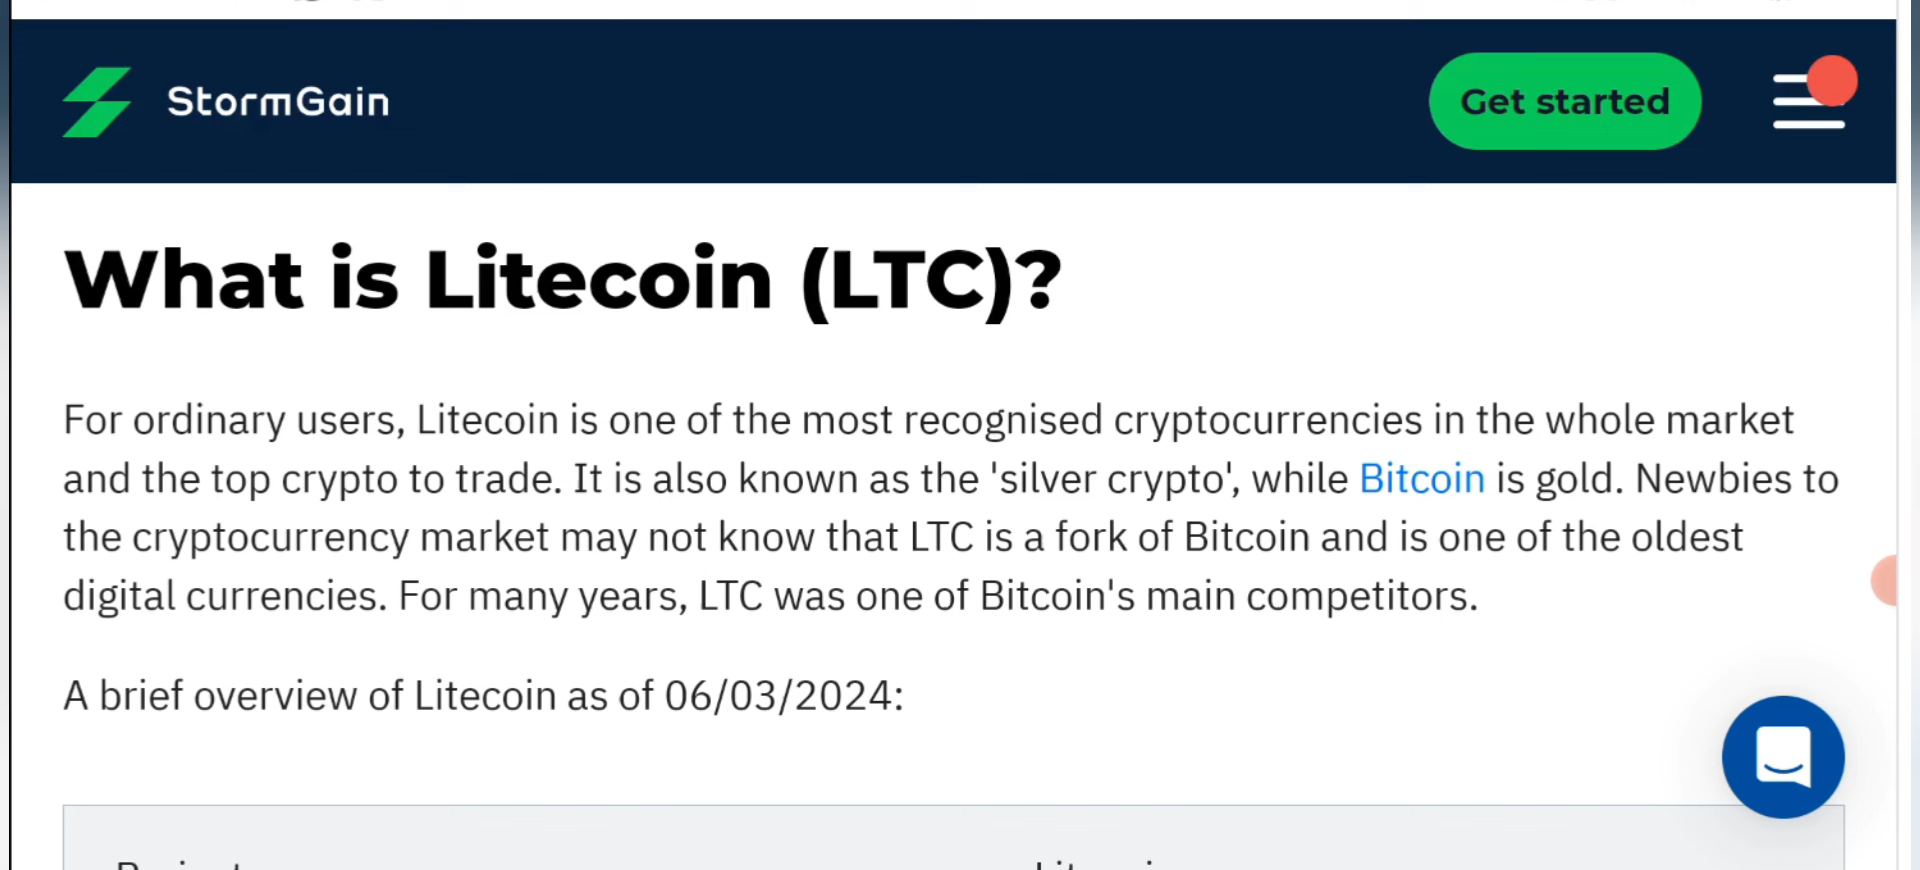 StormGain
Get started
What is Litecoin (LTC)?
For ordinary users, Litecoin is one of the most recognised cryptocurrencies in the whole market
and the top crypto to trade. It is also known as the 'silver crypto', while Bitcoin is gold. Newbies to
the cryptocurrency market may not know that LTC is a fork of Bitcoin and is one of the oldest
digital currencies. For many years, LTC was one of Bitcoin's main competitors.
A brief overview of Litecoin as of 06/03/2024: